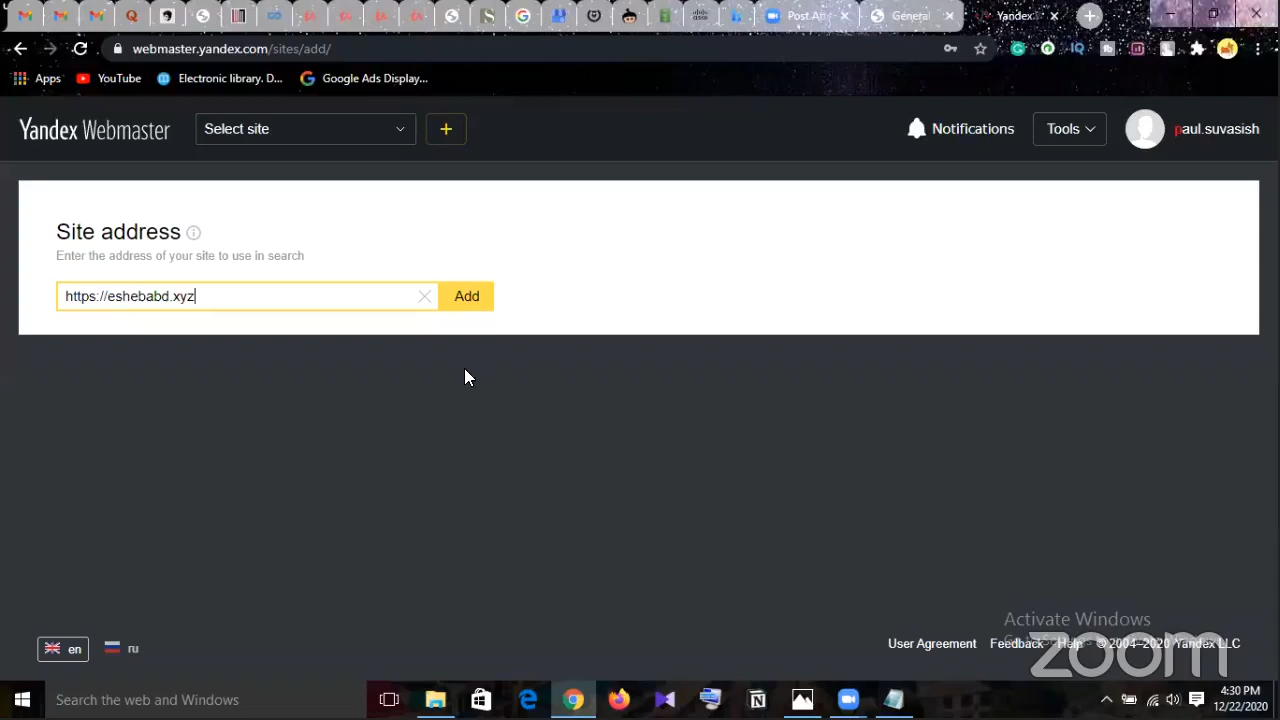 Post At
General
Yandex
webmaster.yandex.com/sites/add/
Apps
YouTube
Electronic library. D...
Google Ads Display...
Yandex Webmaster
Select site
+
Notifications
Tools
paul.suvasish
Site address
Enter the address of your site to use in search
https://eshebabd.xyz
Add
Activate Windows
en
ru
User Agreement
Feedback
Help
© 2004–2020 Yandex LLC
zoom
Search the web and Windows
4:30 PM
12/22/2020